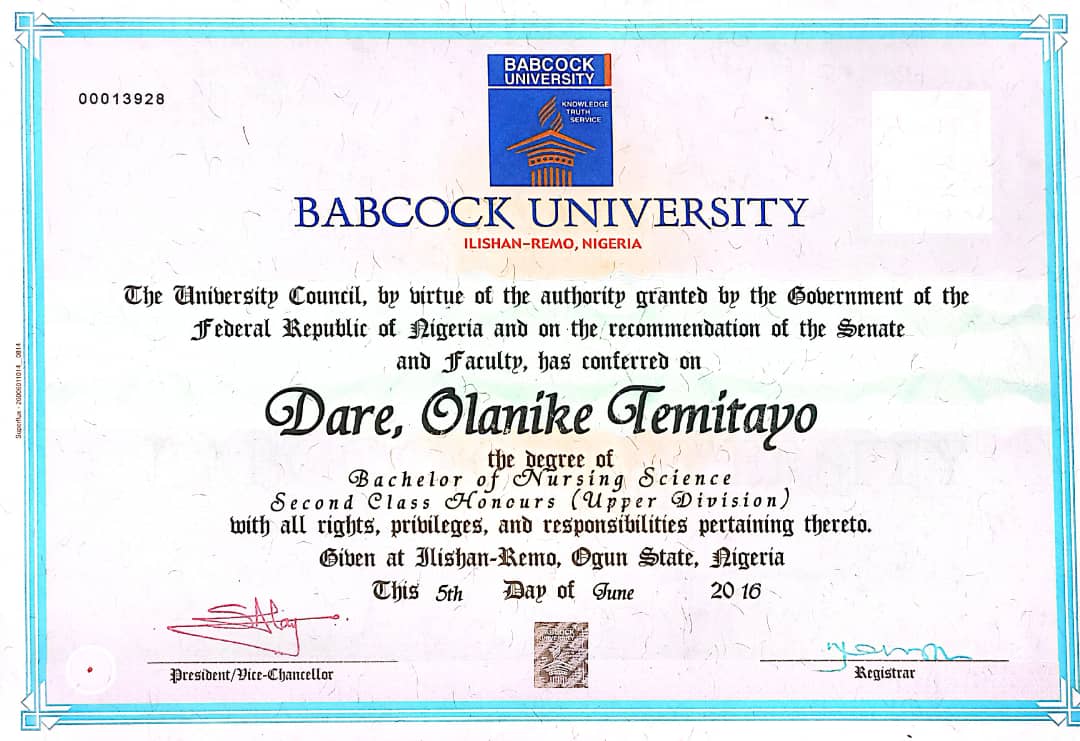 00013928
BABCOCK
UNIVERSITY
KNOWLEDGE
TRUTH
SERVICE
BABCOCK UNIVERSITY
ILISHAN-REMO, NIGERIA
The University Council, by virtue of the authority granted by the Government of the
Federal Republic of Nigeria and on the recommendation of the Senate
and Faculty, has conferred on
Dare, Olanike Temitayo
the degree of
Bachelor of Nursing Science
Second Class Honours (Upper Division)
with all rights, privileges, and responsibilities pertaining thereto.
Given at Ilishan-Remo, Ogun State, Nigeria
This 5th Day of June 2016
President/Vice-Chancellor
BABCOCK
Registrar